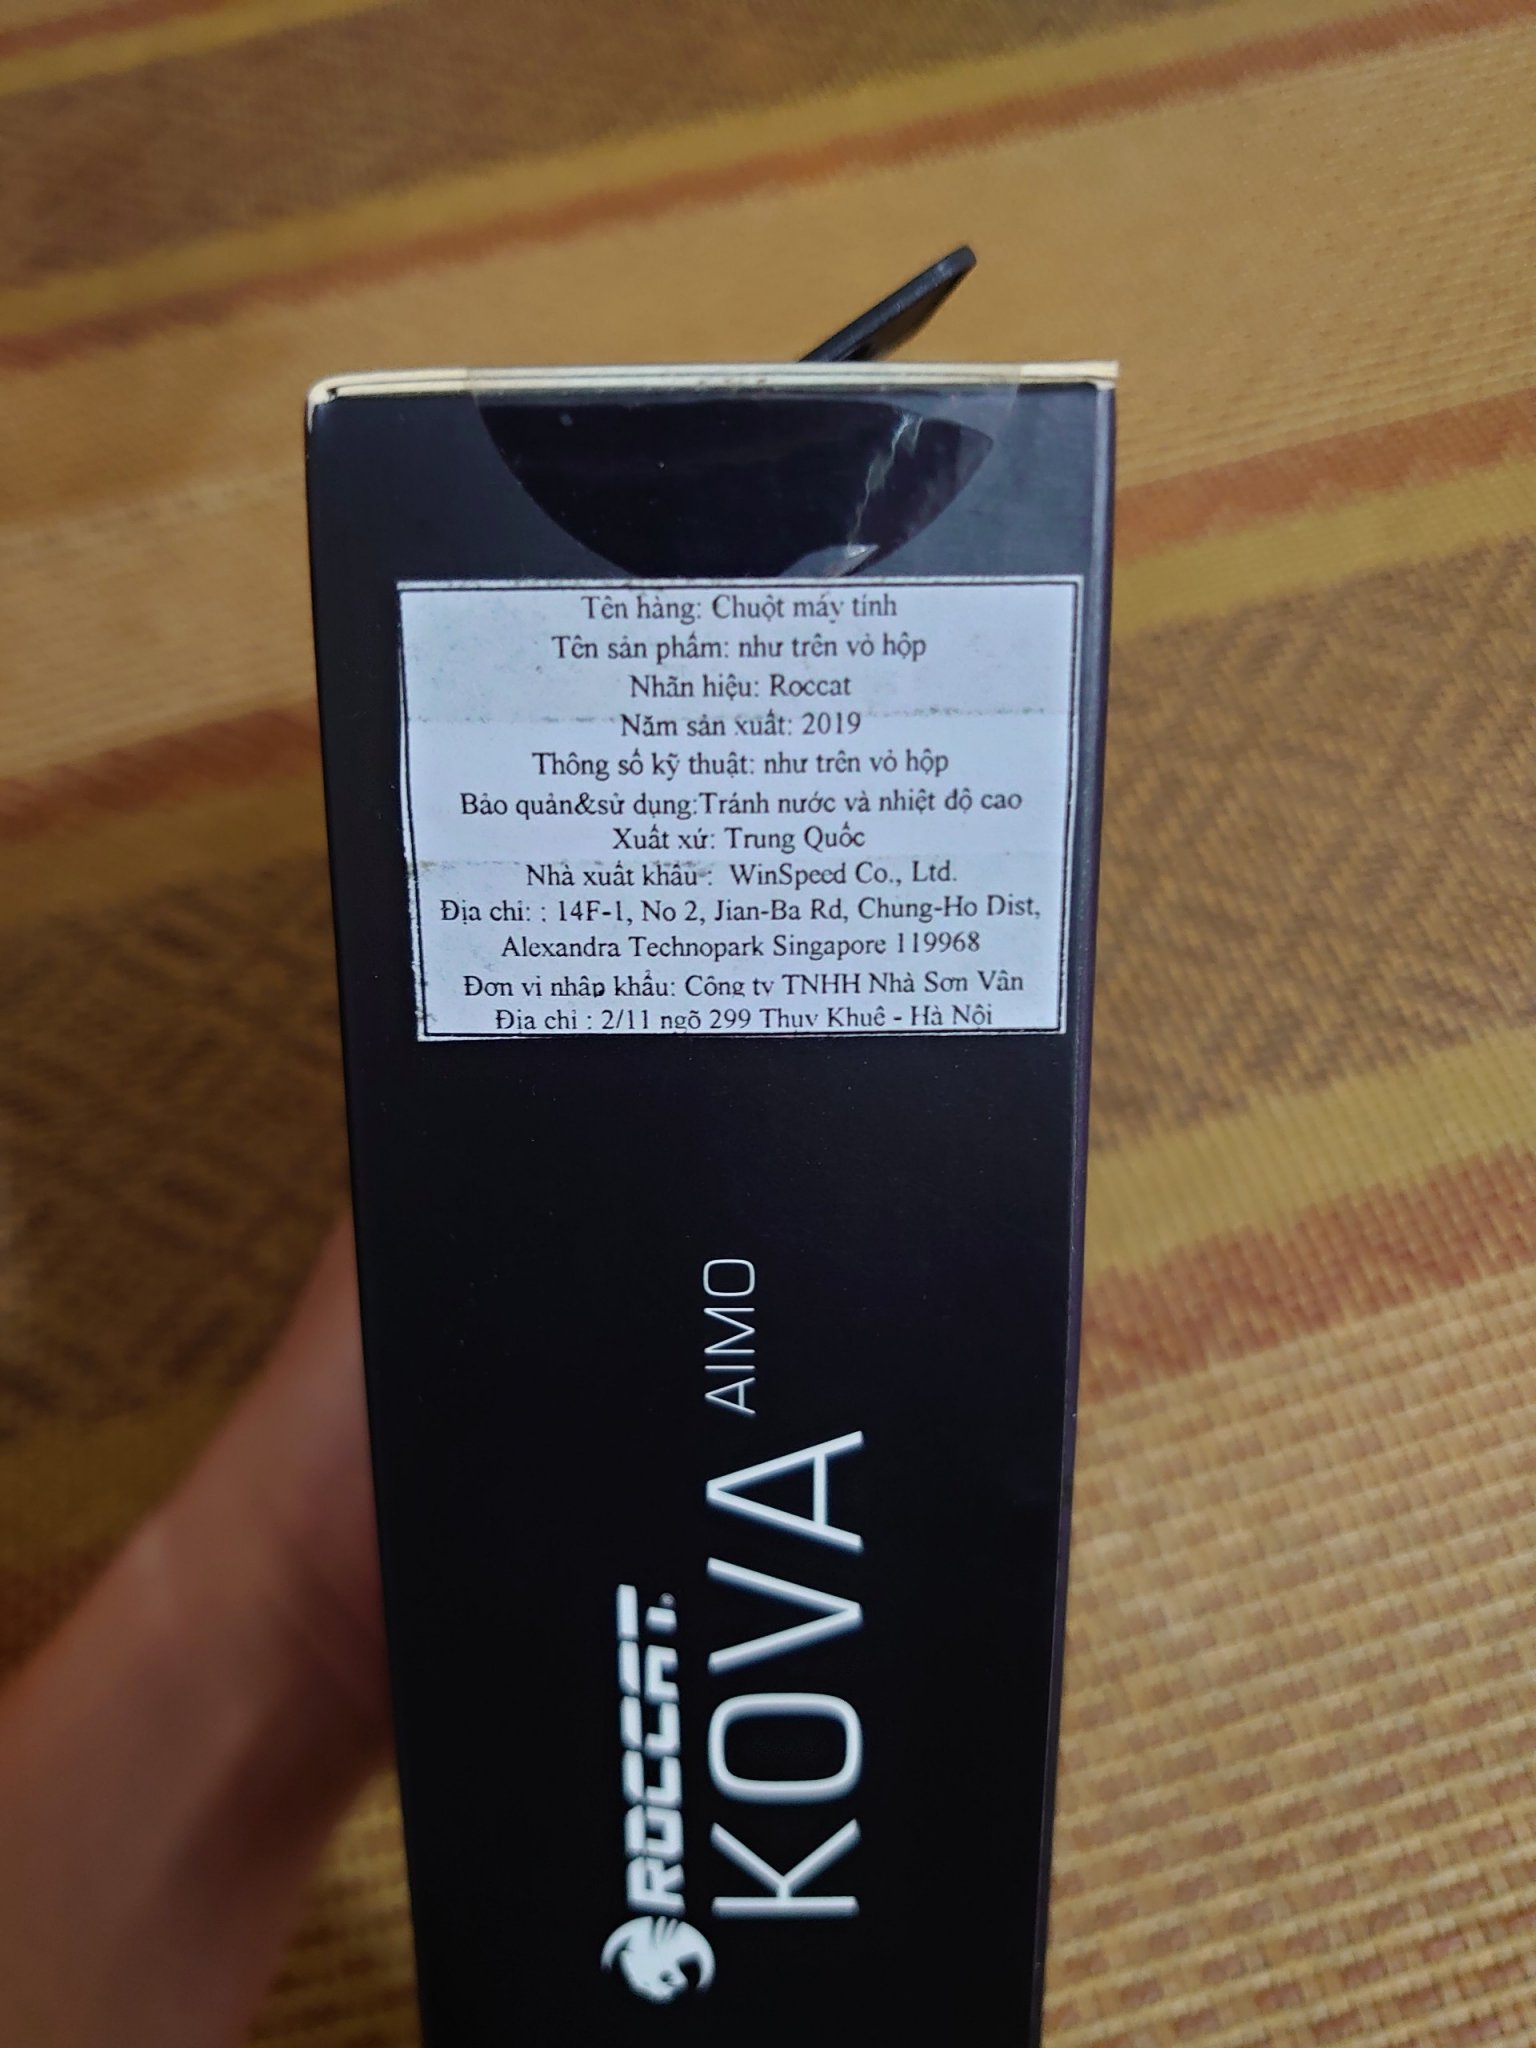 Tên hàng: Chuột máy tính
Tên sản phẩm: như trên vỏ hộp
Nhãn hiệu: Roccat
Năm sản xuất: 2019
Thông số kỹ thuật: như trên vỏ hộp
Bảo quản&sử dụng:Tránh nước và nhiệt độ cao
Xuất xứ: Trung Quốc
Nhà xuất khẩu : WinSpeed Co., Ltd.
Địa chỉ: : 14F-1, No 2, Jian-Ba Rd, Chung-Ho Dist,
Alexandra Technopark Singapore 119968
Đơn vị nhập khẩu: Công ty TNHH Nhà Sơn Vân
Địa chỉ : 2/11 ngõ 299 Thụy Khuê - Hà Nội
ROCCAT
KOVA AIMO